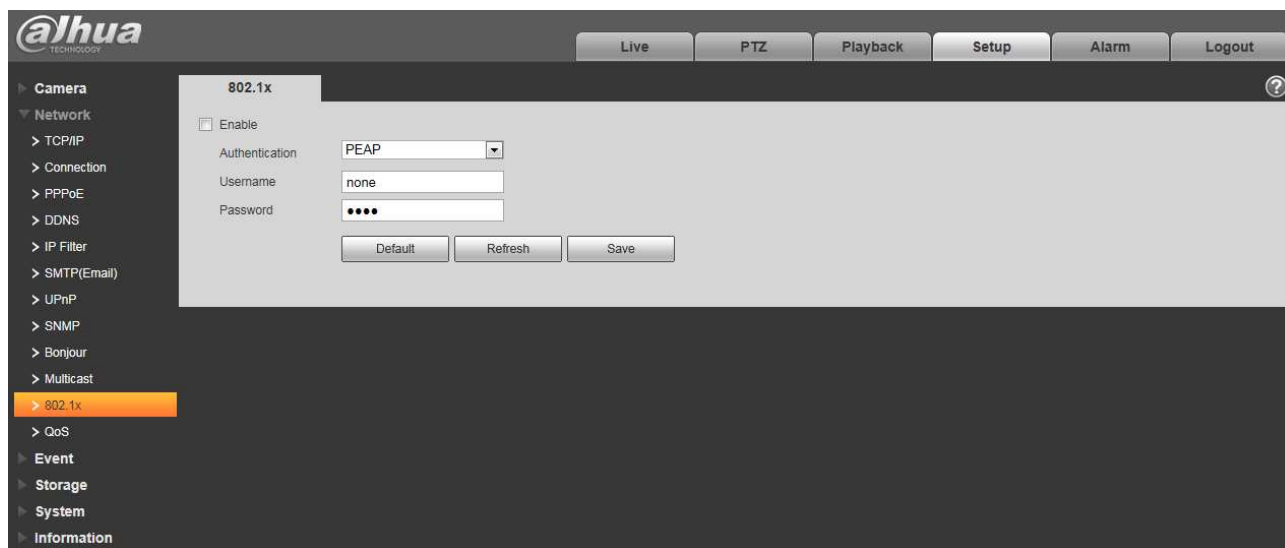 alhua
TECHNOLOGY
Live PTZ Playback Setup Alarm Logout
Camera
Network
> TCP/IP
> Connection
> PPPoE
> DDNS
> IP Filter
> SMTP(Email)
> UPnP
> SNMP
> Bonjour
> Multicast
> 802.1x
> QoS
Event
Storage
System
Information
802.1x
?
Enable
Authentication PEAP
Username none
Password ●●●●
Default Refresh Save